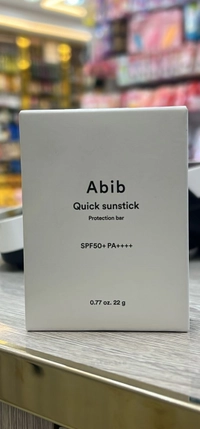 Abib
Quick sunstick
Protection bar
SPF50+ PA++++
0.77 oz. 22 g